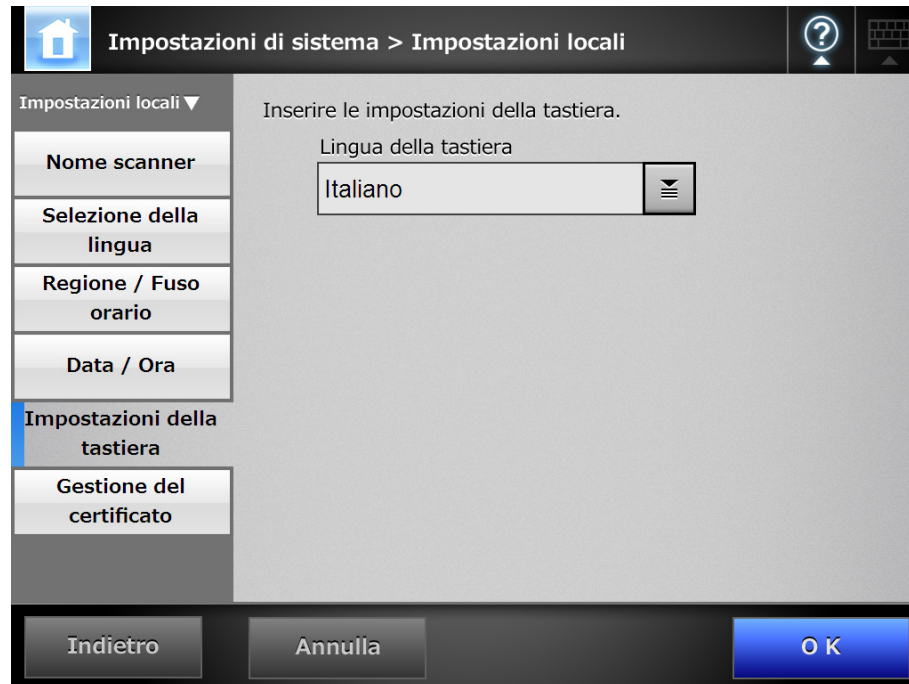 Impostazioni di sistema > Impostazioni locali
?
Impostazioni locali▼
Nome scanner
Selezione della
lingua
Regione / Fuso
orario
Data / Ora
Impostazioni della
tastiera
Gestione del
certificato
Inserire le impostazioni della tastiera.
Lingua della tastiera
Italiano
Indietro
Annulla
O K